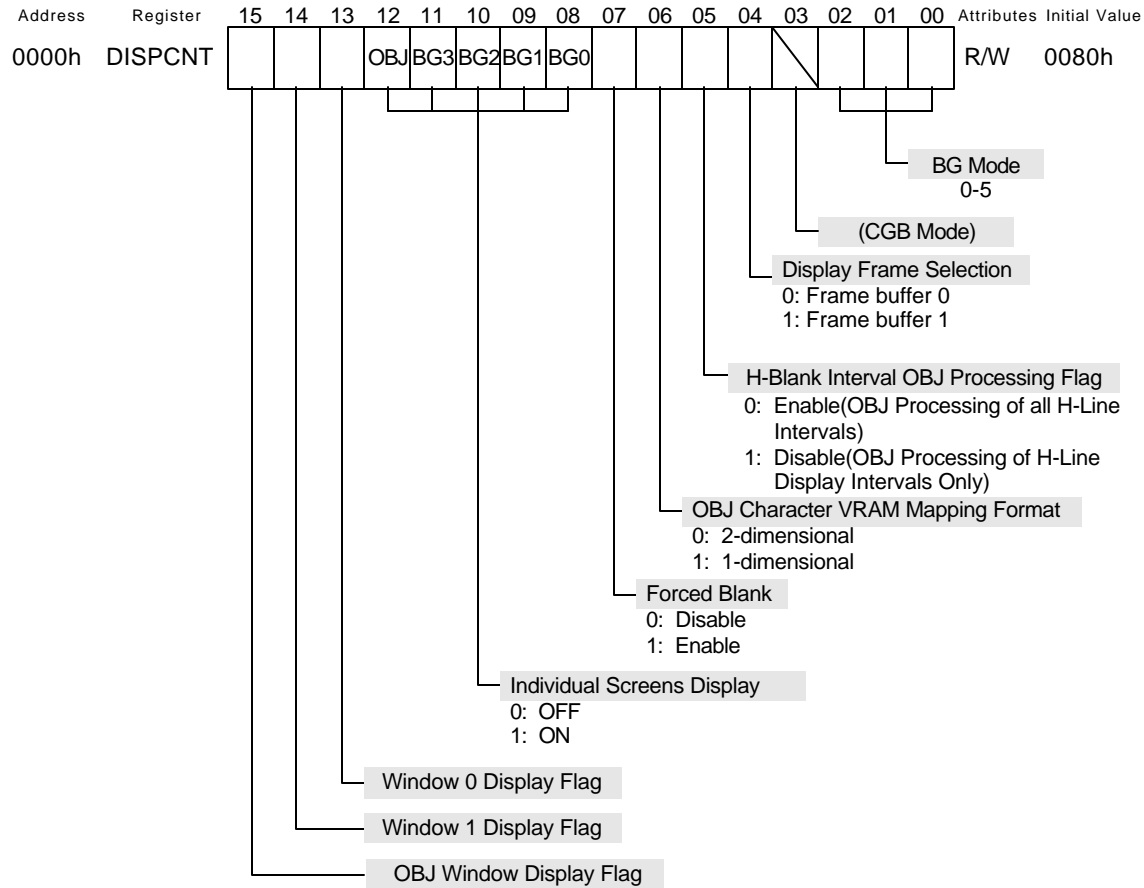 Address Register 15 14 13 12 11 10 09 08 07 06 05 04 03 02 01 00 Attributes Initial Value
0000h DISPCNT OBJ BG3 BG2 BG1 BG0 R/W 0080h
BG Mode
0-5
(CGB Mode)
Display Frame Selection
0: Frame buffer 0
1: Frame buffer 1
H-Blank Interval OBJ Processing Flag
0: Enable(OBJ Processing of all H-Line
Intervals)
1: Disable(OBJ Processing of H-Line
Display Intervals Only)
OBJ Character VRAM Mapping Format
0: 2-dimensional
1: 1-dimensional
Forced Blank
0: Disable
1: Enable
Individual Screens Display
0: OFF
1: ON
Window 0 Display Flag
Window 1 Display Flag
OBJ Window Display Flag